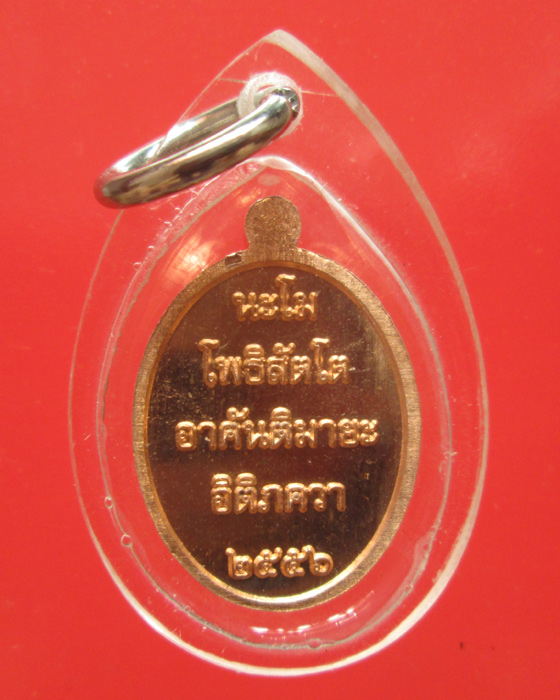 นะโม
โพธิสัตโต
อาคันติมายะ
อิติภควา
๒๕๕๖